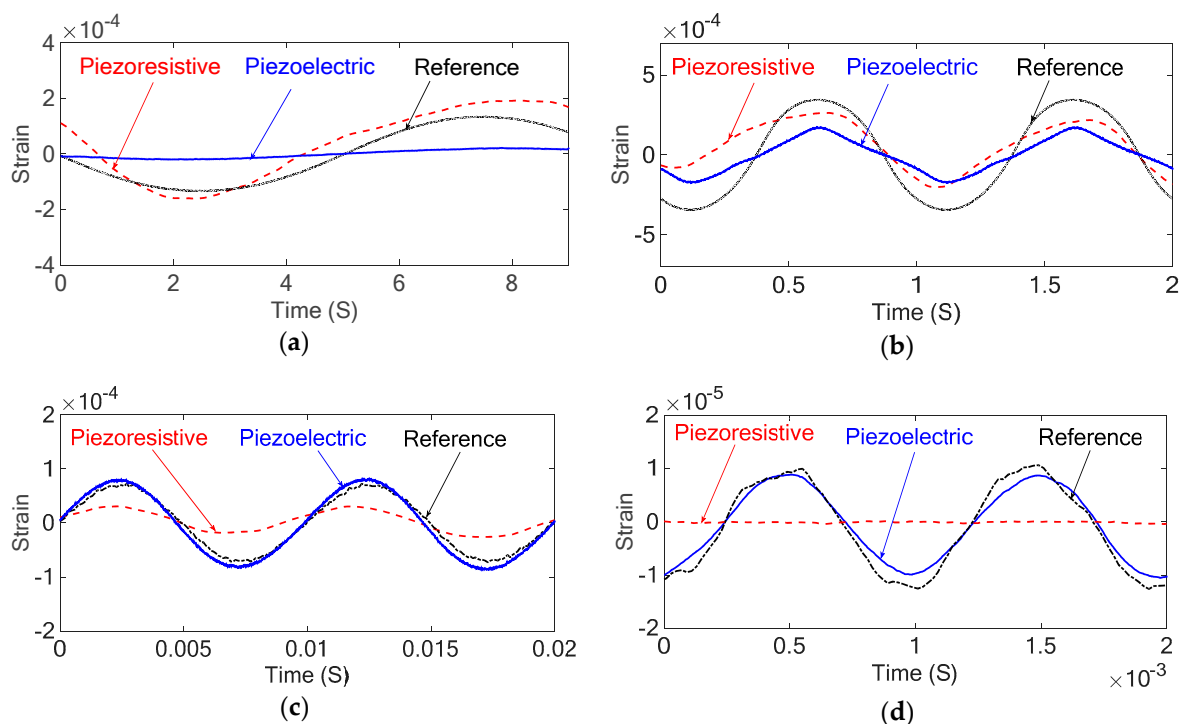 ×10-4
4
2
0
-2
-4
Strain
Piezoresistive Piezoelectric Reference
0 2 4 6 8
Time (S)
(a)
×10-4
5
0
-5
Strain
Piezoresistive Piezoelectric Reference
0 0.5 1 1.5 2
Time (S)
(b)
×10-4
2
1
0
-1
-2
Strain
Piezoresistive Piezoelectric Reference
0 0.005 0.01 0.015 0.02
Time (S)
(c)
×10-5
2
1
0
-1
-2
Strain
Piezoresistive Piezoelectric Reference
0 0.5 1 1.5 2
Time (S) ×10-3
(d)